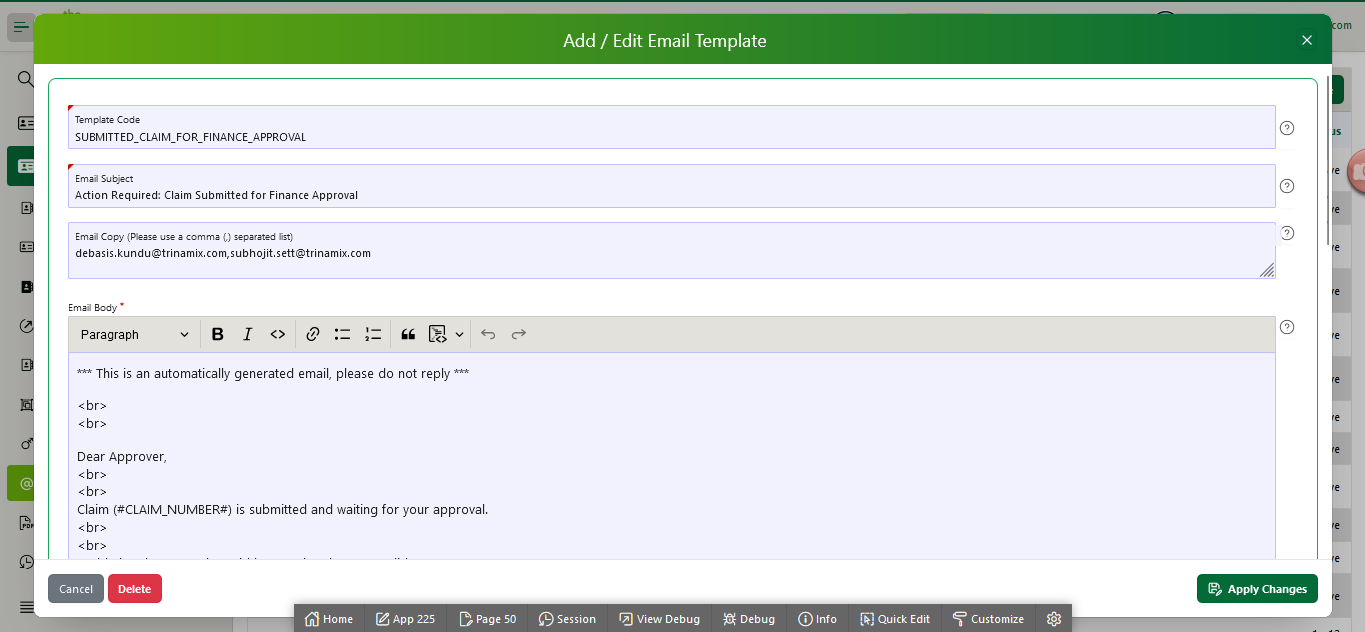 the
com
Add / Edit Email Template
us
Template Code
SUBMITTED_CLAIM_FOR_FINANCE_APPROVAL
Email Subject
Action Required: Claim Submitted for Finance Approval
Email Copy (Please use a comma (,) separated list)
debasis.kundu@trinamix.com,subhojit.sett@trinamix.com
Email Body *
Paragraph
*** This is an automatically generated email, please do not reply ***
<br>
<br>
Dear Approver,
<br>
<br>
Claim (#CLAIM_NUMBER#) is submitted and waiting for your approval.
<br>
<br>
Cancel
Delete
Apply Changes
Home
App 225
Page 50
Session
View Debug
Debug
Info
Quick Edit
Customize